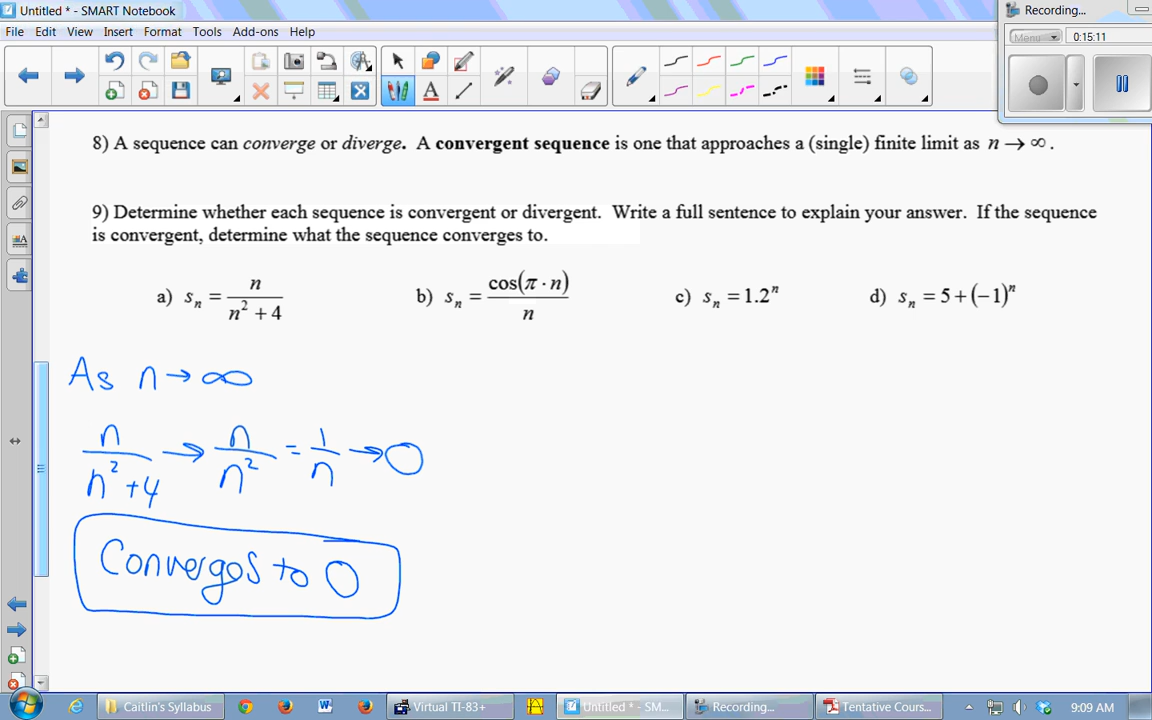 Untitled * - SMART Notebook
File Edit View Insert Format Tools Add-ons Help
Recording...
Menu 0:15:11
8) A sequence can converge or diverge. A convergent sequence is one that approaches a (single) finite limit as n → ∞ .
9) Determine whether each sequence is convergent or divergent. Write a full sentence to explain your answer. If the sequence
is convergent, determine what the sequence converges to.
a) sₙ = n / (n² + 4) b) sₙ = cos(π · n) / n c) sₙ = 1.2ⁿ d) sₙ = 5 + (−1)ⁿ
As n → ∞
n / (n² + 4) → n / n² = 1 / n → 0
Converges to 0
Caitlin's Syllabus Virtual TI-83+ Untitled * - SM... Recording... Tentative Cours... 9:09 AM